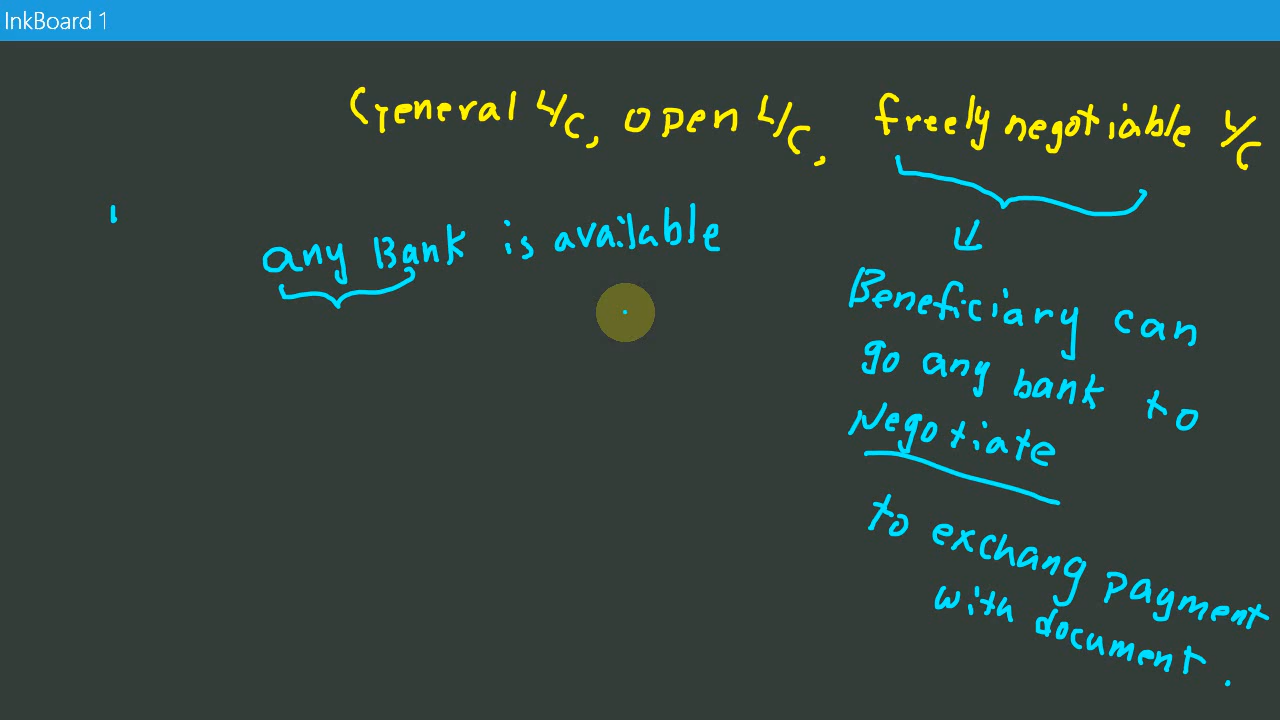 InkBoard 1
General L/C, open L/C, freely negotiable L/C
any Bank is available
Beneficiary can
go any bank to
Negotiate
to exchang payment
with document.